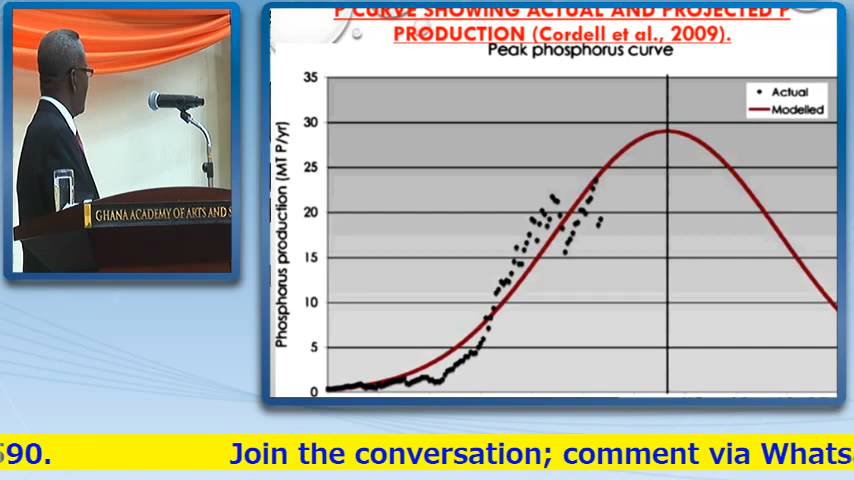 P CURVE SHOWING ACTUAL AND PROJECTED P
PRODUCTION (Cordell et al., 2009).
Peak phosphorus curve
Phosphorus production (MT P/yr)
35
30
25
20
15
10
5
0
Actual
Modelled
GHANA ACADEMY OF ARTS AND S
590. Join the conversation; comment via Whats